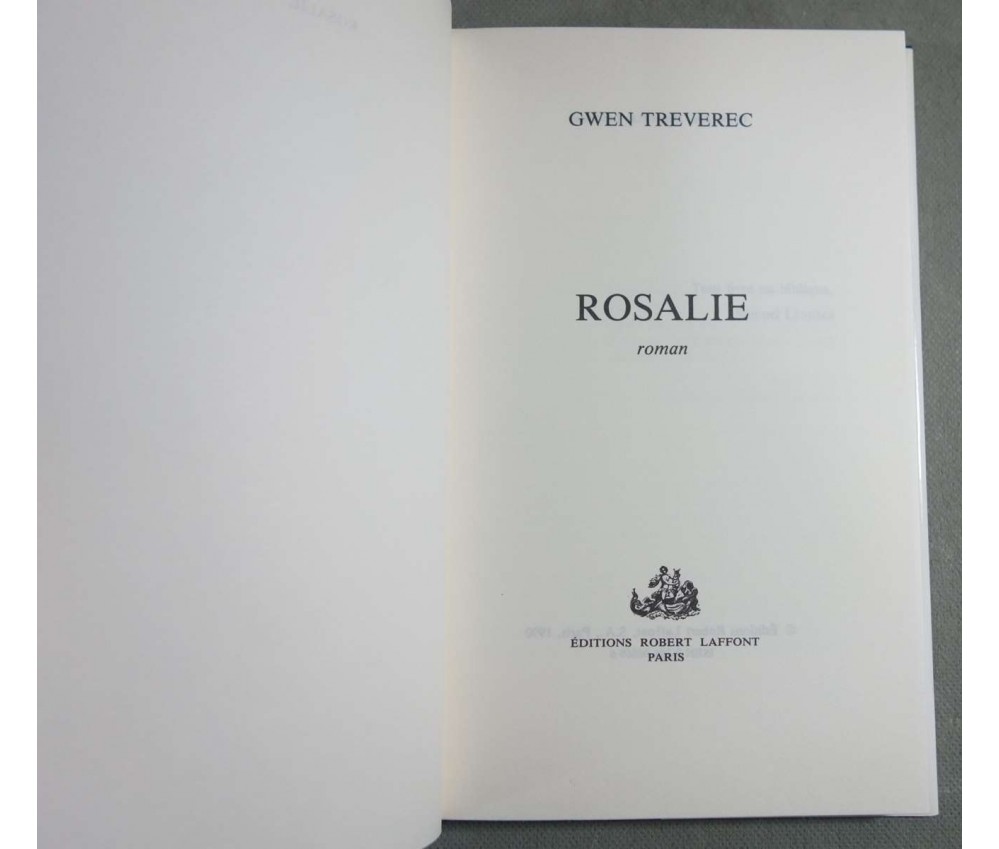 GWEN TREVEREC
ROSALIE
roman
ÉDITIONS ROBERT LAFFONT
PARIS